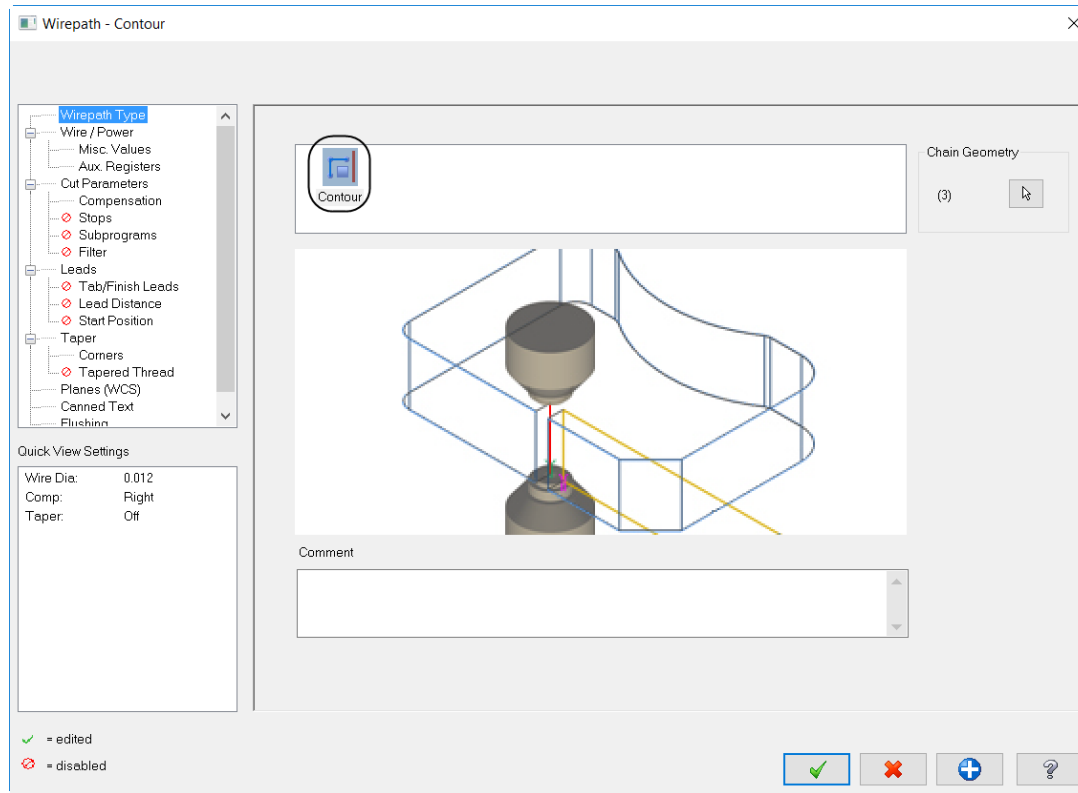 Wirepath - Contour
Wirepath Type
Wire / Power
Misc. Values
Aux. Registers
Cut Parameters
Compensation
Stops
Subprograms
Filter
Leads
Tab/Finish Leads
Lead Distance
Start Position
Taper
Corners
Tapered Thread
Planes (WCS)
Canned Text
Flushing
Contour
Chain Geometry
(3)
Quick View Settings
Wire Dia: 0.012
Comp: Right
Taper: Off
Comment
= edited
= disabled